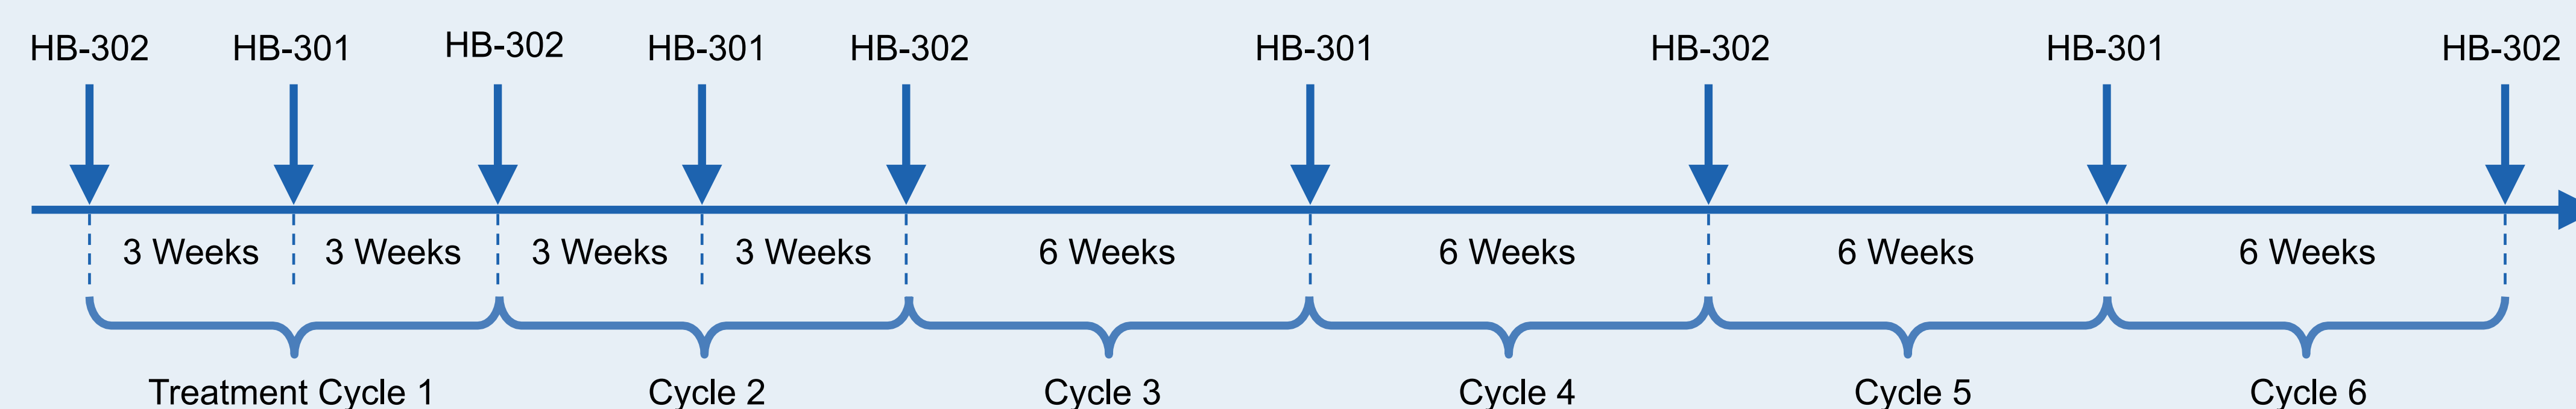 HB-302 HB-301 HB-302 HB-301 HB-302 HB-301 HB-302 HB-301 HB-302
3 Weeks 3 Weeks 3 Weeks 3 Weeks 6 Weeks 6 Weeks 6 Weeks 6 Weeks
Treatment Cycle 1 Cycle 2 Cycle 3 Cycle 4 Cycle 5 Cycle 6